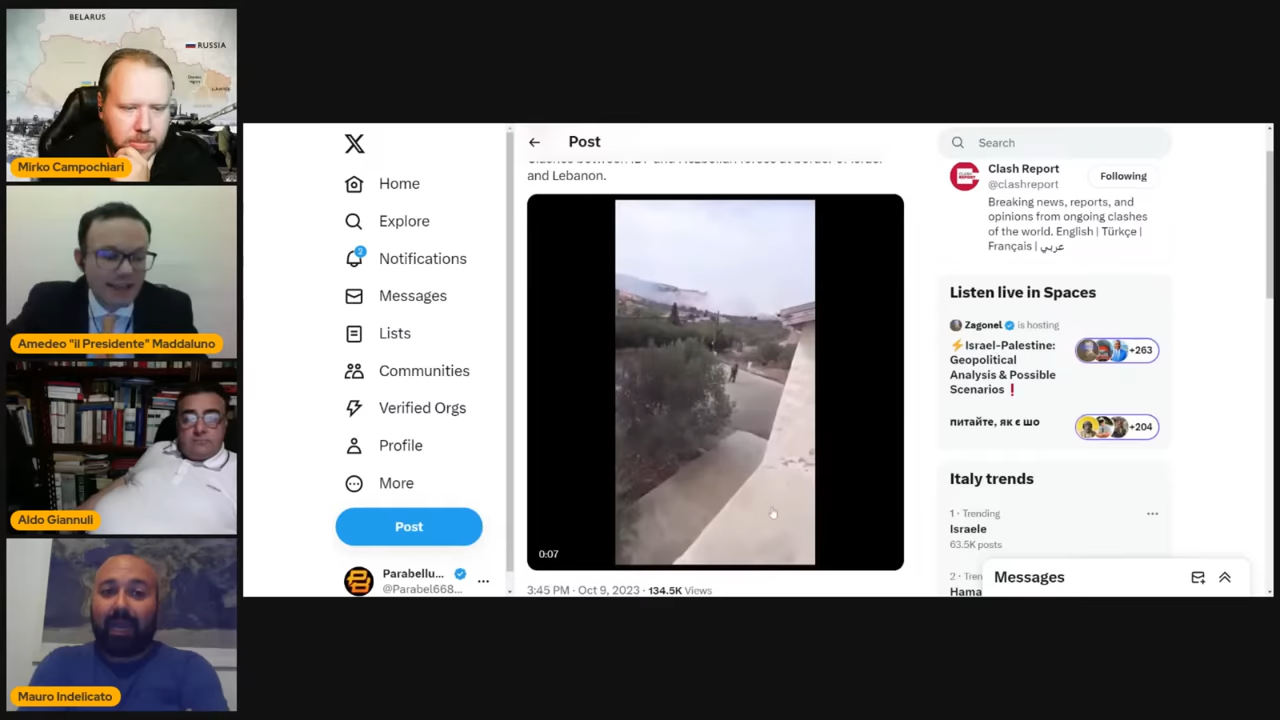 BELARUS
RUSSIA
Mirko Campochiari
Amedeo "il Presidente" Maddaluno
Aldo Giannuli
Mauro Indelicato
Home
Explore
2
Notifications
Messages
Lists
Communities
Verified Orgs
Profile
More
Post
Parabellu...
@Parabel668...
Post
and Lebanon.
0:07
3:45 PM · Oct 9, 2023 · 134.5K Views
Search
Clash Report
@clashreport
Following
Breaking news, reports, and
opinions from ongoing clashes
of the world. English | Türkçe |
Français | عربي
Listen live in Spaces
Zagonel is hosting
⚡Israel-Palestine:
Geopolitical
Analysis & Possible
Scenarios ❗
+263
питайте, як є шо
+204
Italy trends
1 · Trending
Israele
63.5K posts
2 · Tren
Hama
Messages